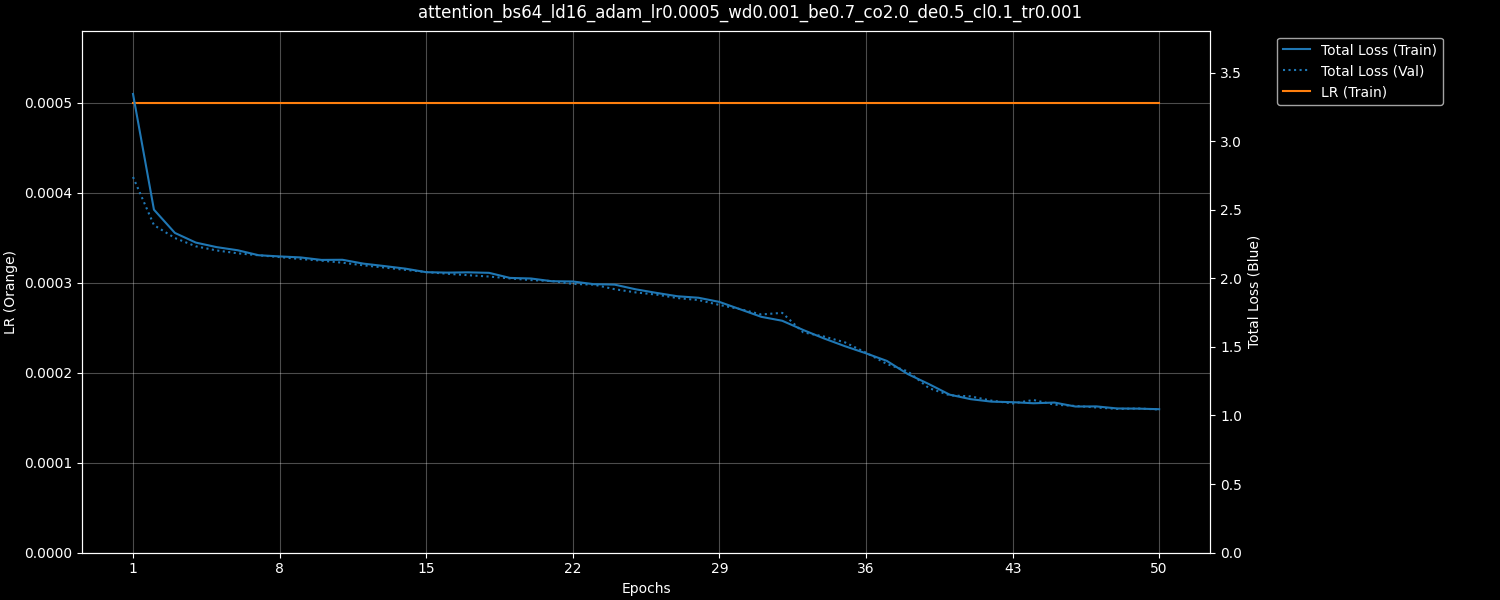 attention_bs64_ld16_adam_lr0.0005_wd0.001_be0.7_co2.0_de0.5_cl0.1_tr0.001
Total Loss (Train)
Total Loss (Val)
LR (Train)
LR (Orange)
0.0005
0.0004
0.0003
0.0002
0.0001
0.0000
3.5
3.0
2.5
2.0
1.5
1.0
0.5
0.0
Total Loss (Blue)
1 8 15 22 29 36 43 50
Epochs